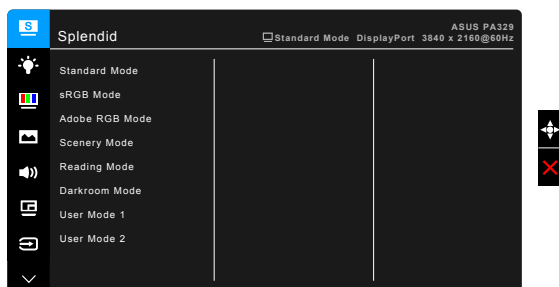 S
Splendid
ASUS PA329
Standard Mode DisplayPort 3840 x 2160@60Hz
Standard Mode
sRGB Mode
Adobe RGB Mode
Scenery Mode
Reading Mode
Darkroom Mode
User Mode 1
User Mode 2